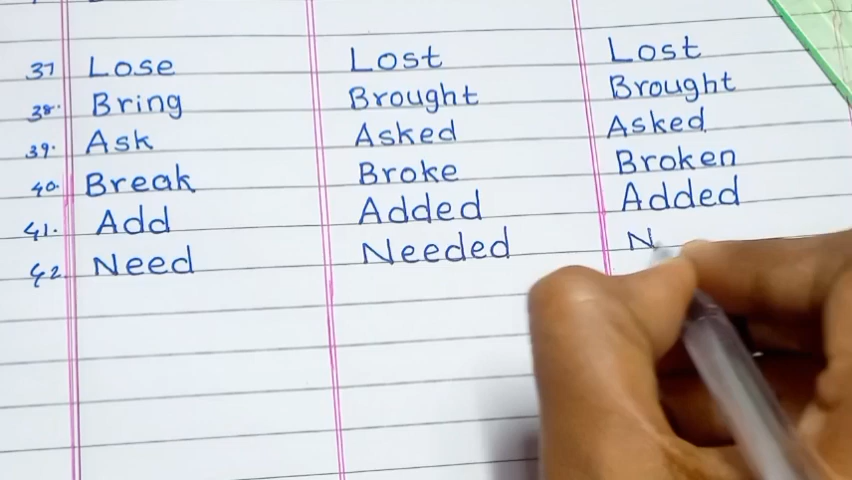 37 Lose Lost Lost
38. Bring Brought Brought
39. Ask Asked Asked
40. Break Broke Broken
41. Add Added Added
42 Need Needed N